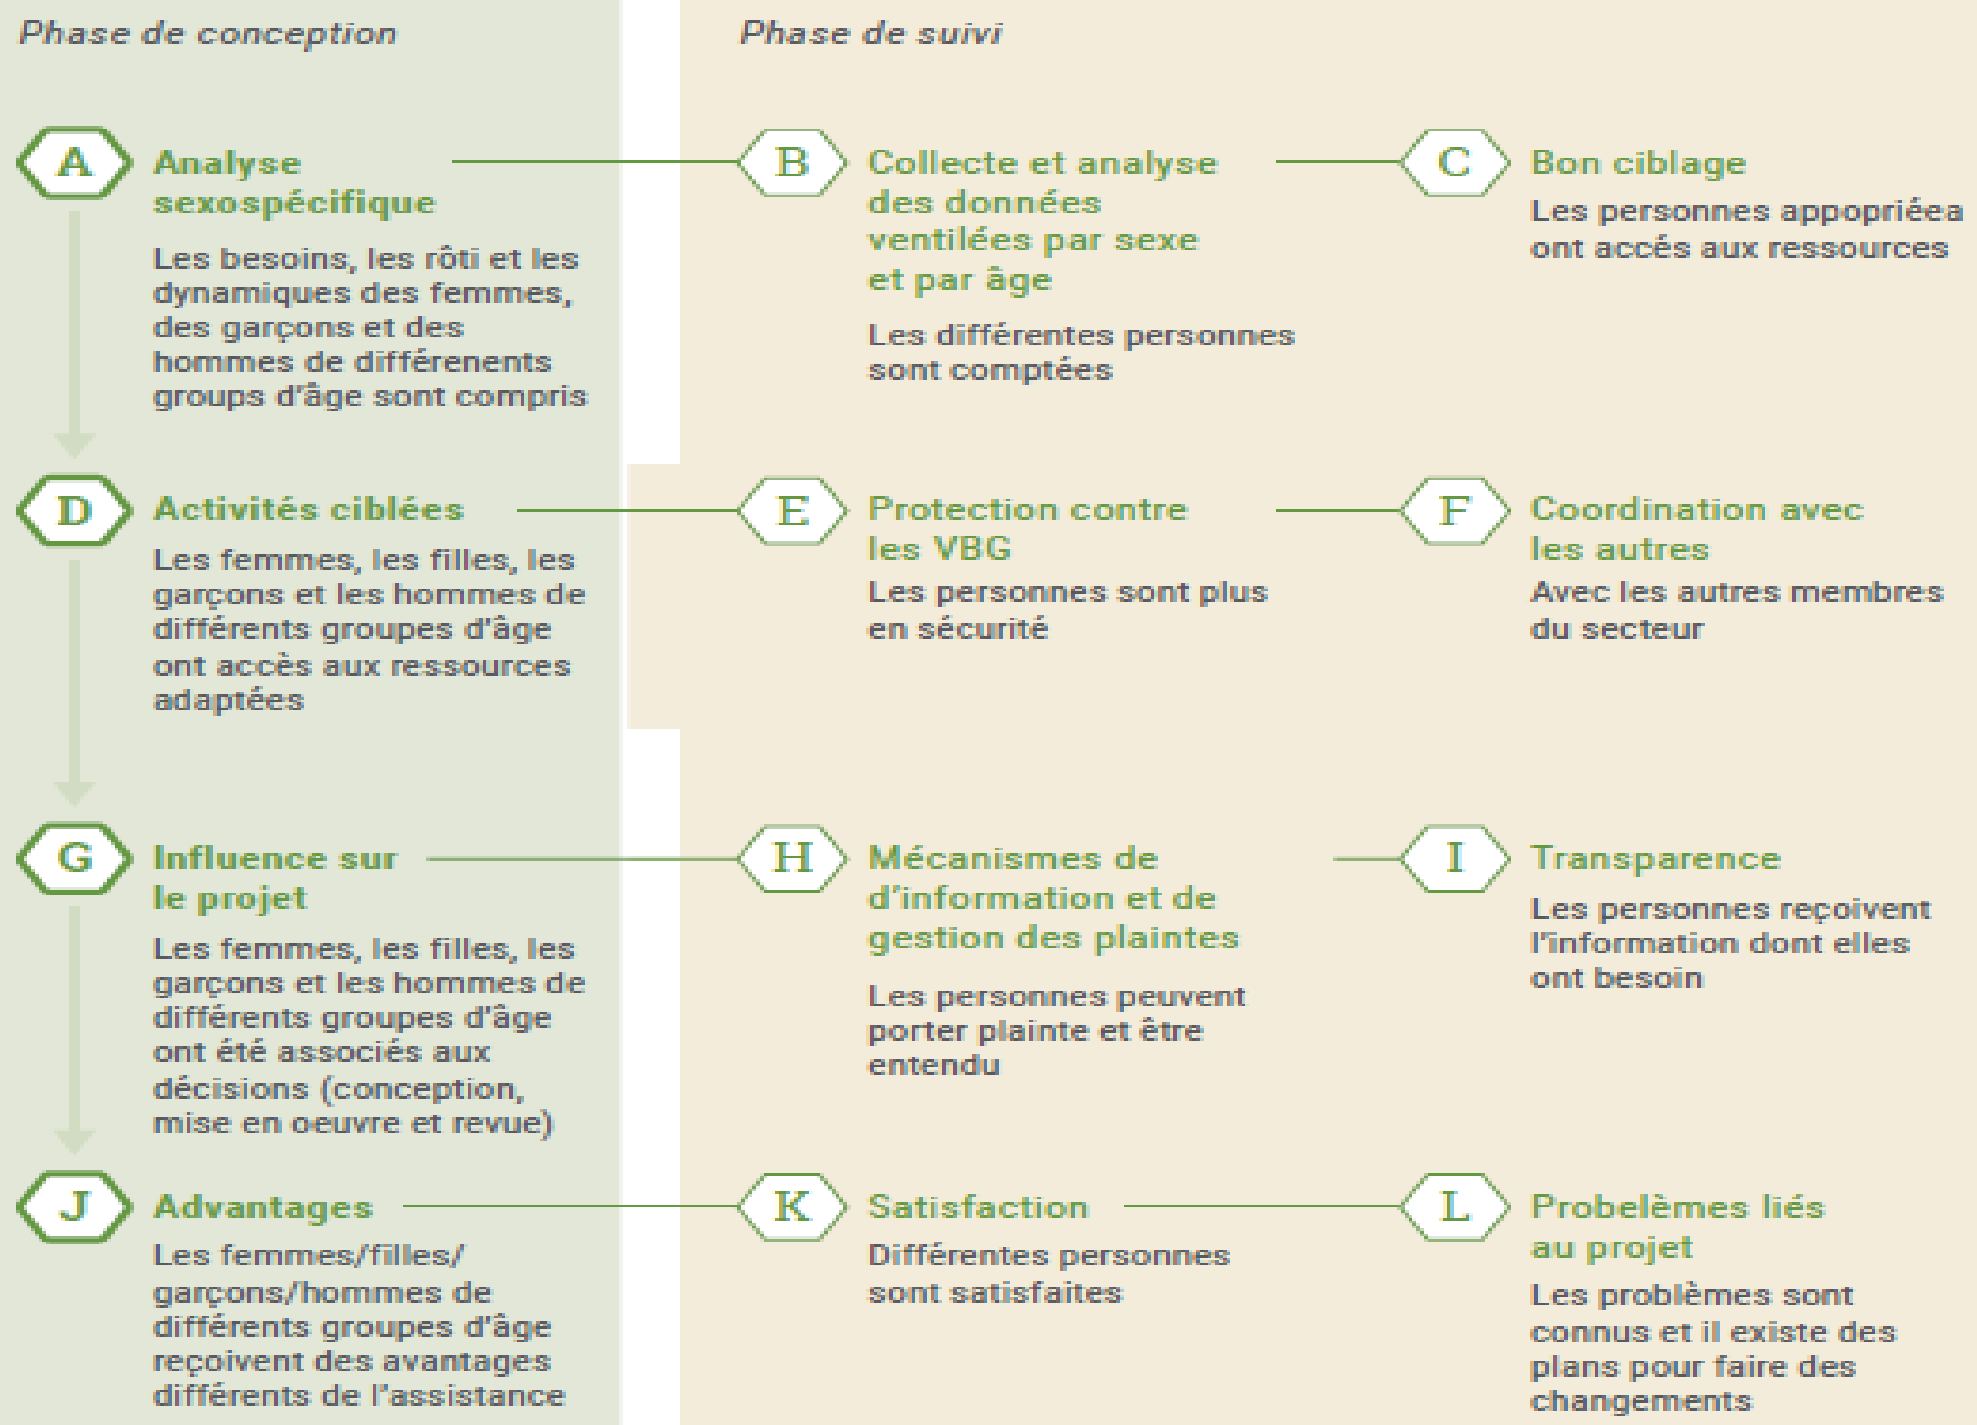 Phase de conception
Phase de suivi
A
Analyse
sexospécifique
Les besoins, les rôti et les
dynamiques des femmes,
des garçons et des
hommes de différenents
groups d'âge sont compris
B
Collecte et analyse
des données
ventilées par sexe
et par âge
Les différentes personnes
sont comptées
C
Bon ciblage
Les personnes appopriéea
ont accés aux ressources
D
Activités ciblées
Les femmes, les filles, les
garçons et les hommes de
différents groupes d'âge
ont accès aux ressources
adaptées
E
Protection contre
les VBG
Les personnes sont plus
en sécurité
F
Coordination avec
les autres
Avec les autres membres
du secteur
G
Influence sur
le projet
Les femmes, les filles, les
garçons et les hommes de
différents groupes d'âge
ont été associés aux
décisions (conception,
mise en oeuvre et revue)
H
Mécanismes de
d'information et de
gestion des plaintes
Les personnes peuvent
porter plainte et être
entendu
I
Transparence
Les personnes reçoivent
l'information dont elles
ont besoin
J
Advantages
Les femmes/filles/
garçons/hommes de
différents groupes d'âge
reçoivent des avantages
différents de l'assistance
K
Satisfaction
Différentes personnes
sont satisfaites
L
Probelèmes liés
au projet
Les problèmes sont
connus et il existe des
plans pour faire des
changements